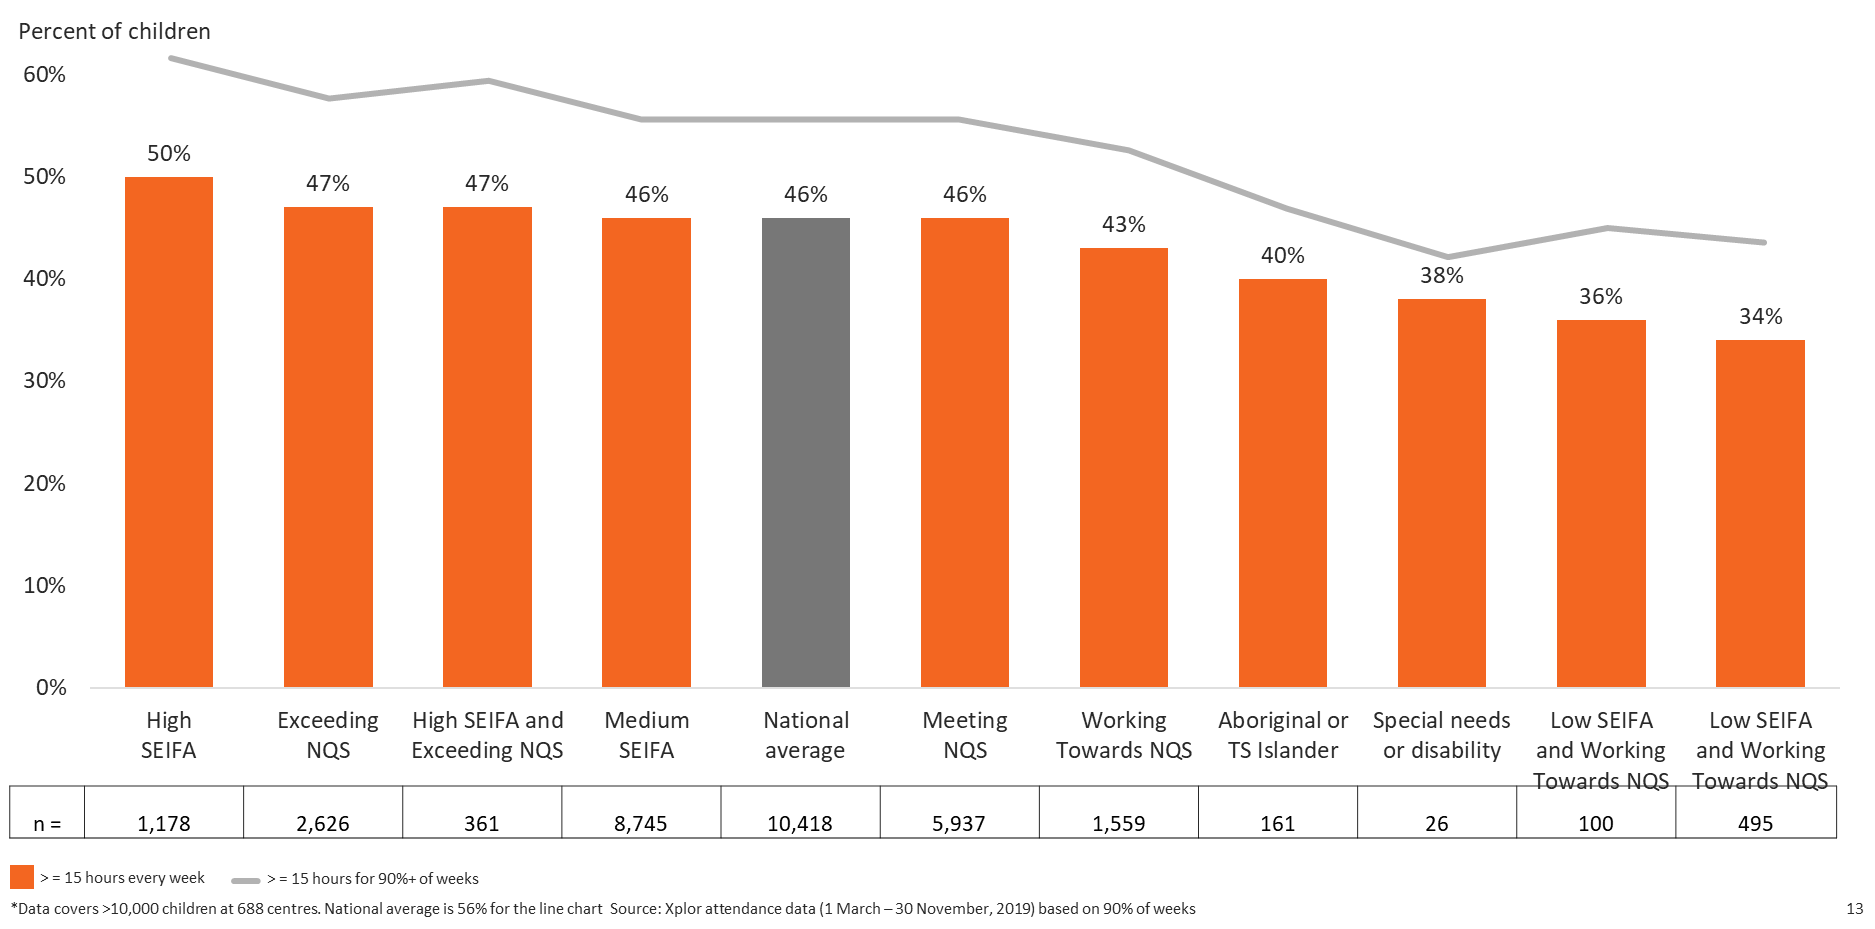 Percent of children
60%
50%
40%
30%
20%
10%
0%
50%
47%
47%
46%
46%
46%
43%
40%
38%
36%
34%
High
SEIFA
Exceeding
NQS
High SEIFA and
Exceeding NQS
Medium
SEIFA
National
average
Meeting
NQS
Working
Towards NQS
Aboriginal or
TS Islander
Special needs
or disability
Low SEIFA
and Working
Towards NQS
Low SEIFA
and Working
Towards NQS
n = 1,178 2,626 361 8,745 10,418 5,937 1,559 161 26 100 495
> = 15 hours every week
> = 15 hours for 90%+ of weeks
*Data covers >10,000 children at 688 centres. National average is 56% for the line chart Source: Xplor attendance data (1 March – 30 November, 2019) based on 90% of weeks
13